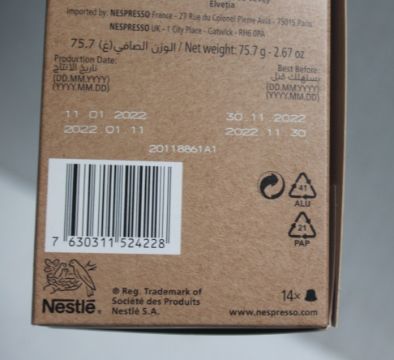 Elveția
Imported by: NESPRESSO France - 27 Rue du Colonel Pierre Avia - 75015 Paris
NESPRESSO UK - 1 City Place - Gatwick - RH6 0PA
75.7 (غ) الوزن الصافي / Net weight: 75.7 g - 2.67 oz
Production Date:
تاريخ الإنتاج
(DD.MM.YYYY)
(YYYY.MM.DD)
Best Before:
يستهلك قبل
(DD.MM.YYYY)
(YYYY.MM.DD)
11 01 2022
30.11.2022
2022.01.11
2022.11.30
20118861A1
41
ALU
21
PAP
7 630311 524228
Nestlé®
® Reg. Trademark of
Société des Produits
Nestlé S.A.
14x
www.nespresso.com